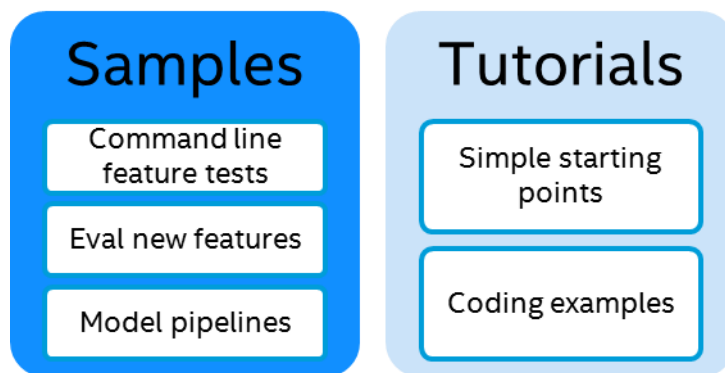 Samples
Command line
feature tests
Eval new features
Model pipelines
Tutorials
Simple starting
points
Coding examples